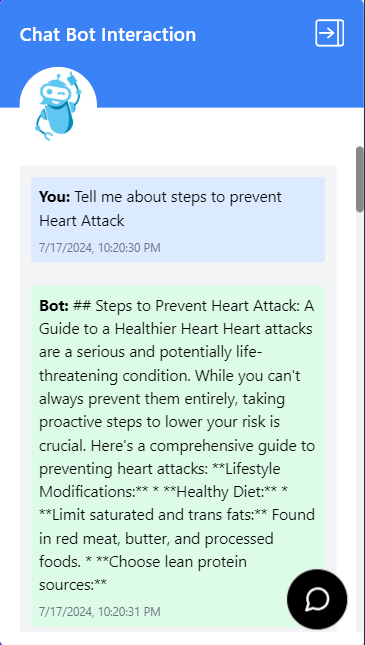 Chat Bot Interaction
You: Tell me about steps to prevent
Heart Attack
7/17/2024, 10:20:30 PM
Bot: ## Steps to Prevent Heart Attack: A
Guide to a Healthier Heart Heart attacks
are a serious and potentially life-
threatening condition. While you can't
always prevent them entirely, taking
proactive steps to lower your risk is
crucial. Here's a comprehensive guide to
preventing heart attacks: **Lifestyle
Modifications:** * **Healthy Diet:** *
**Limit saturated and trans fats:** Found
in red meat, butter, and processed
foods. * **Choose lean protein
sources:**
7/17/2024, 10:20:31 PM